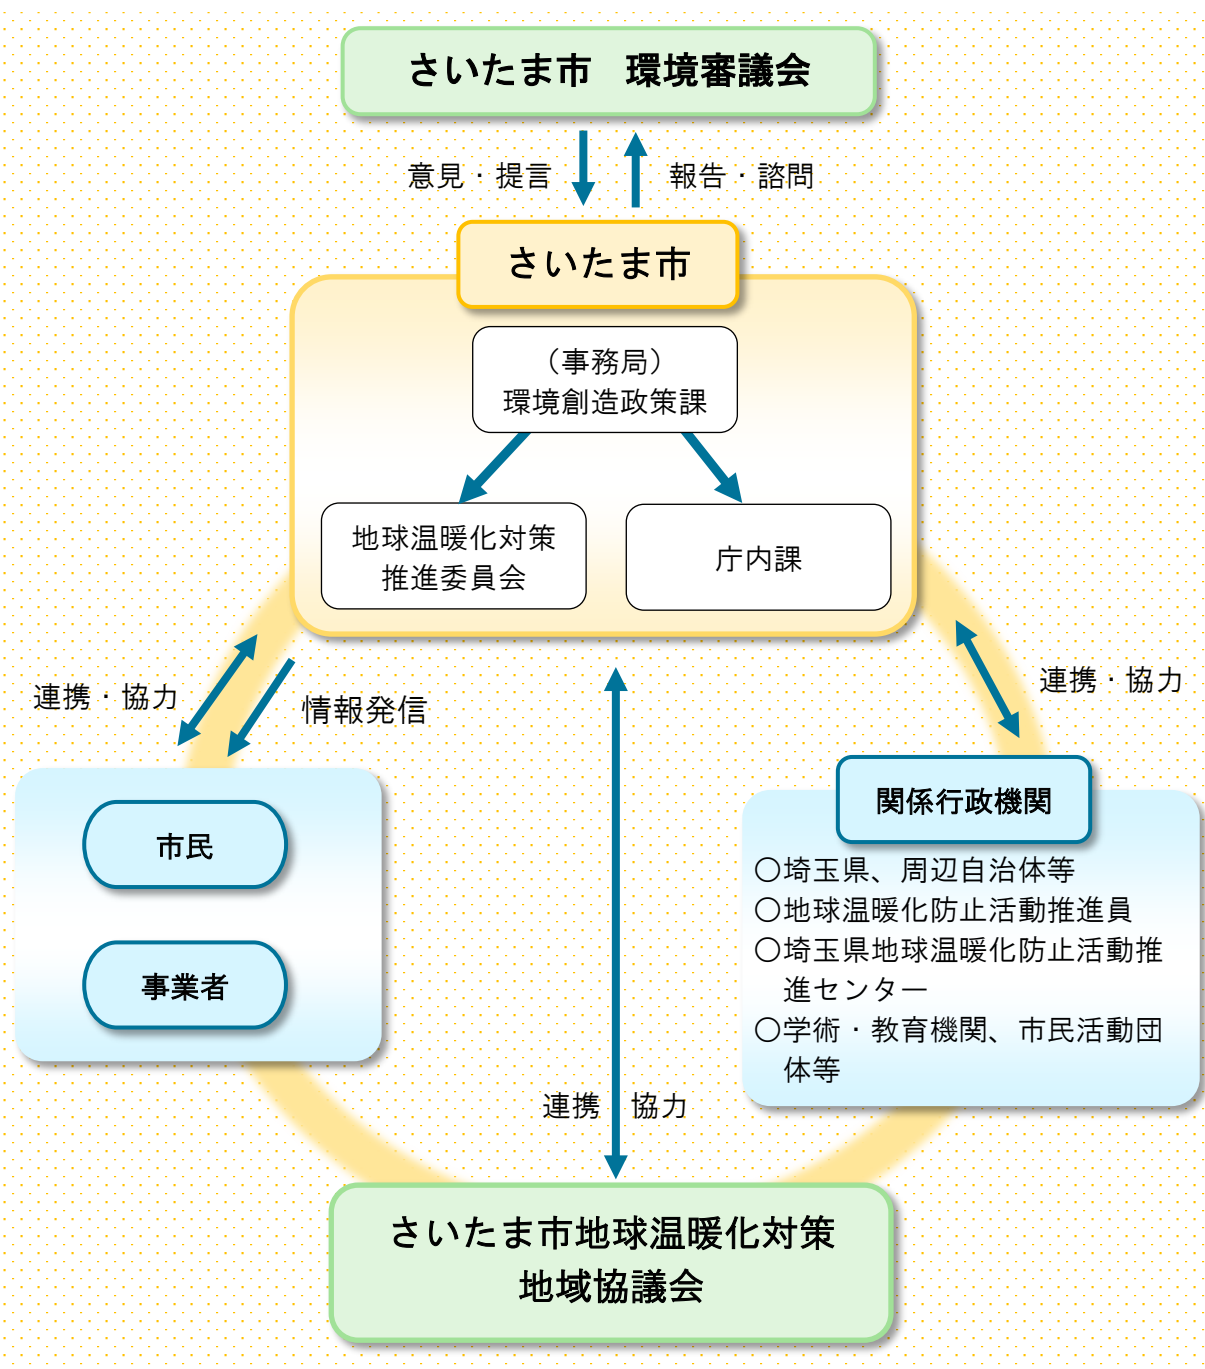 さいたま市　環境審議会
意見・提言
報告・諮問
さいたま市
（事務局）
環境創造政策課
地球温暖化対策
推進委員会
庁内課
連携・協力
情報発信
連携・協力
市民
事業者
関係行政機関
〇埼玉県、周辺自治体等
〇地球温暖化防止活動推進員
〇埼玉県地球温暖化防止活動推
進センター
〇学術・教育機関、市民活動団
体等
連携　協力
さいたま市地球温暖化対策
地域協議会